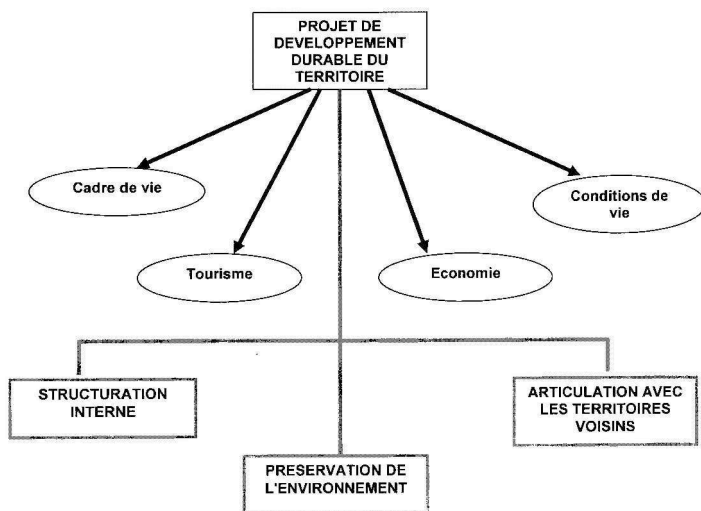 PROJET DE
DEVELOPPEMENT
DURABLE DU
TERRITOIRE
Cadre de vie
Conditions de
vie
Tourisme
Economie
STRUCTURATION
INTERNE
ARTICULATION AVEC
LES TERRITOIRES
VOISINS
PRESERVATION DE
L'ENVIRONNEMENT